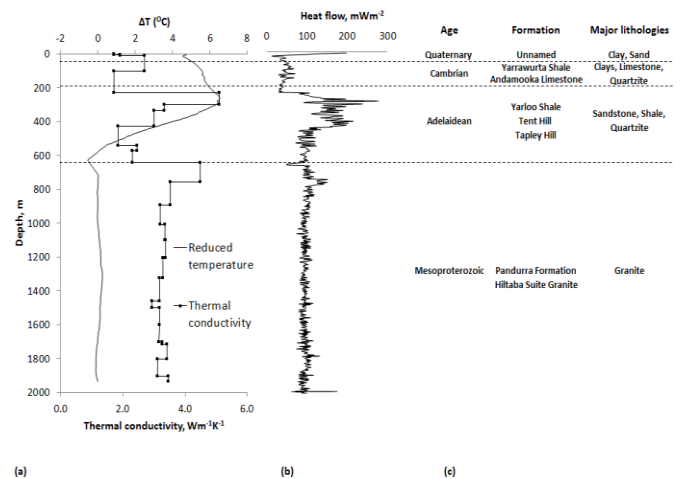 ΔT (⁰C)
-2 0 2 4 6 8
Heat flow, mWm⁻²
0 100 200 300
Age Formation Major lithologies
0
200
400
600
800
1000
1200
1400
1600
1800
2000
Depth, m
Reduced
temperature
Thermal
conductivity
0.0 2.0 4.0 6.0
Thermal conductivity, Wm⁻¹K⁻¹
Quaternary Unnamed Clay, Sand
Cambrian
Yarrawurta Shale
Andamooka Limestone
Clays, Limestone,
Quartzite
Adelaidean
Yarloo Shale
Tent Hill
Tapley Hill
Sandstone, Shale,
Quartzite
Mesoproterozoic
Pandurra Formation
Hiltaba Suite Granite
Granite
(a) (b) (c)